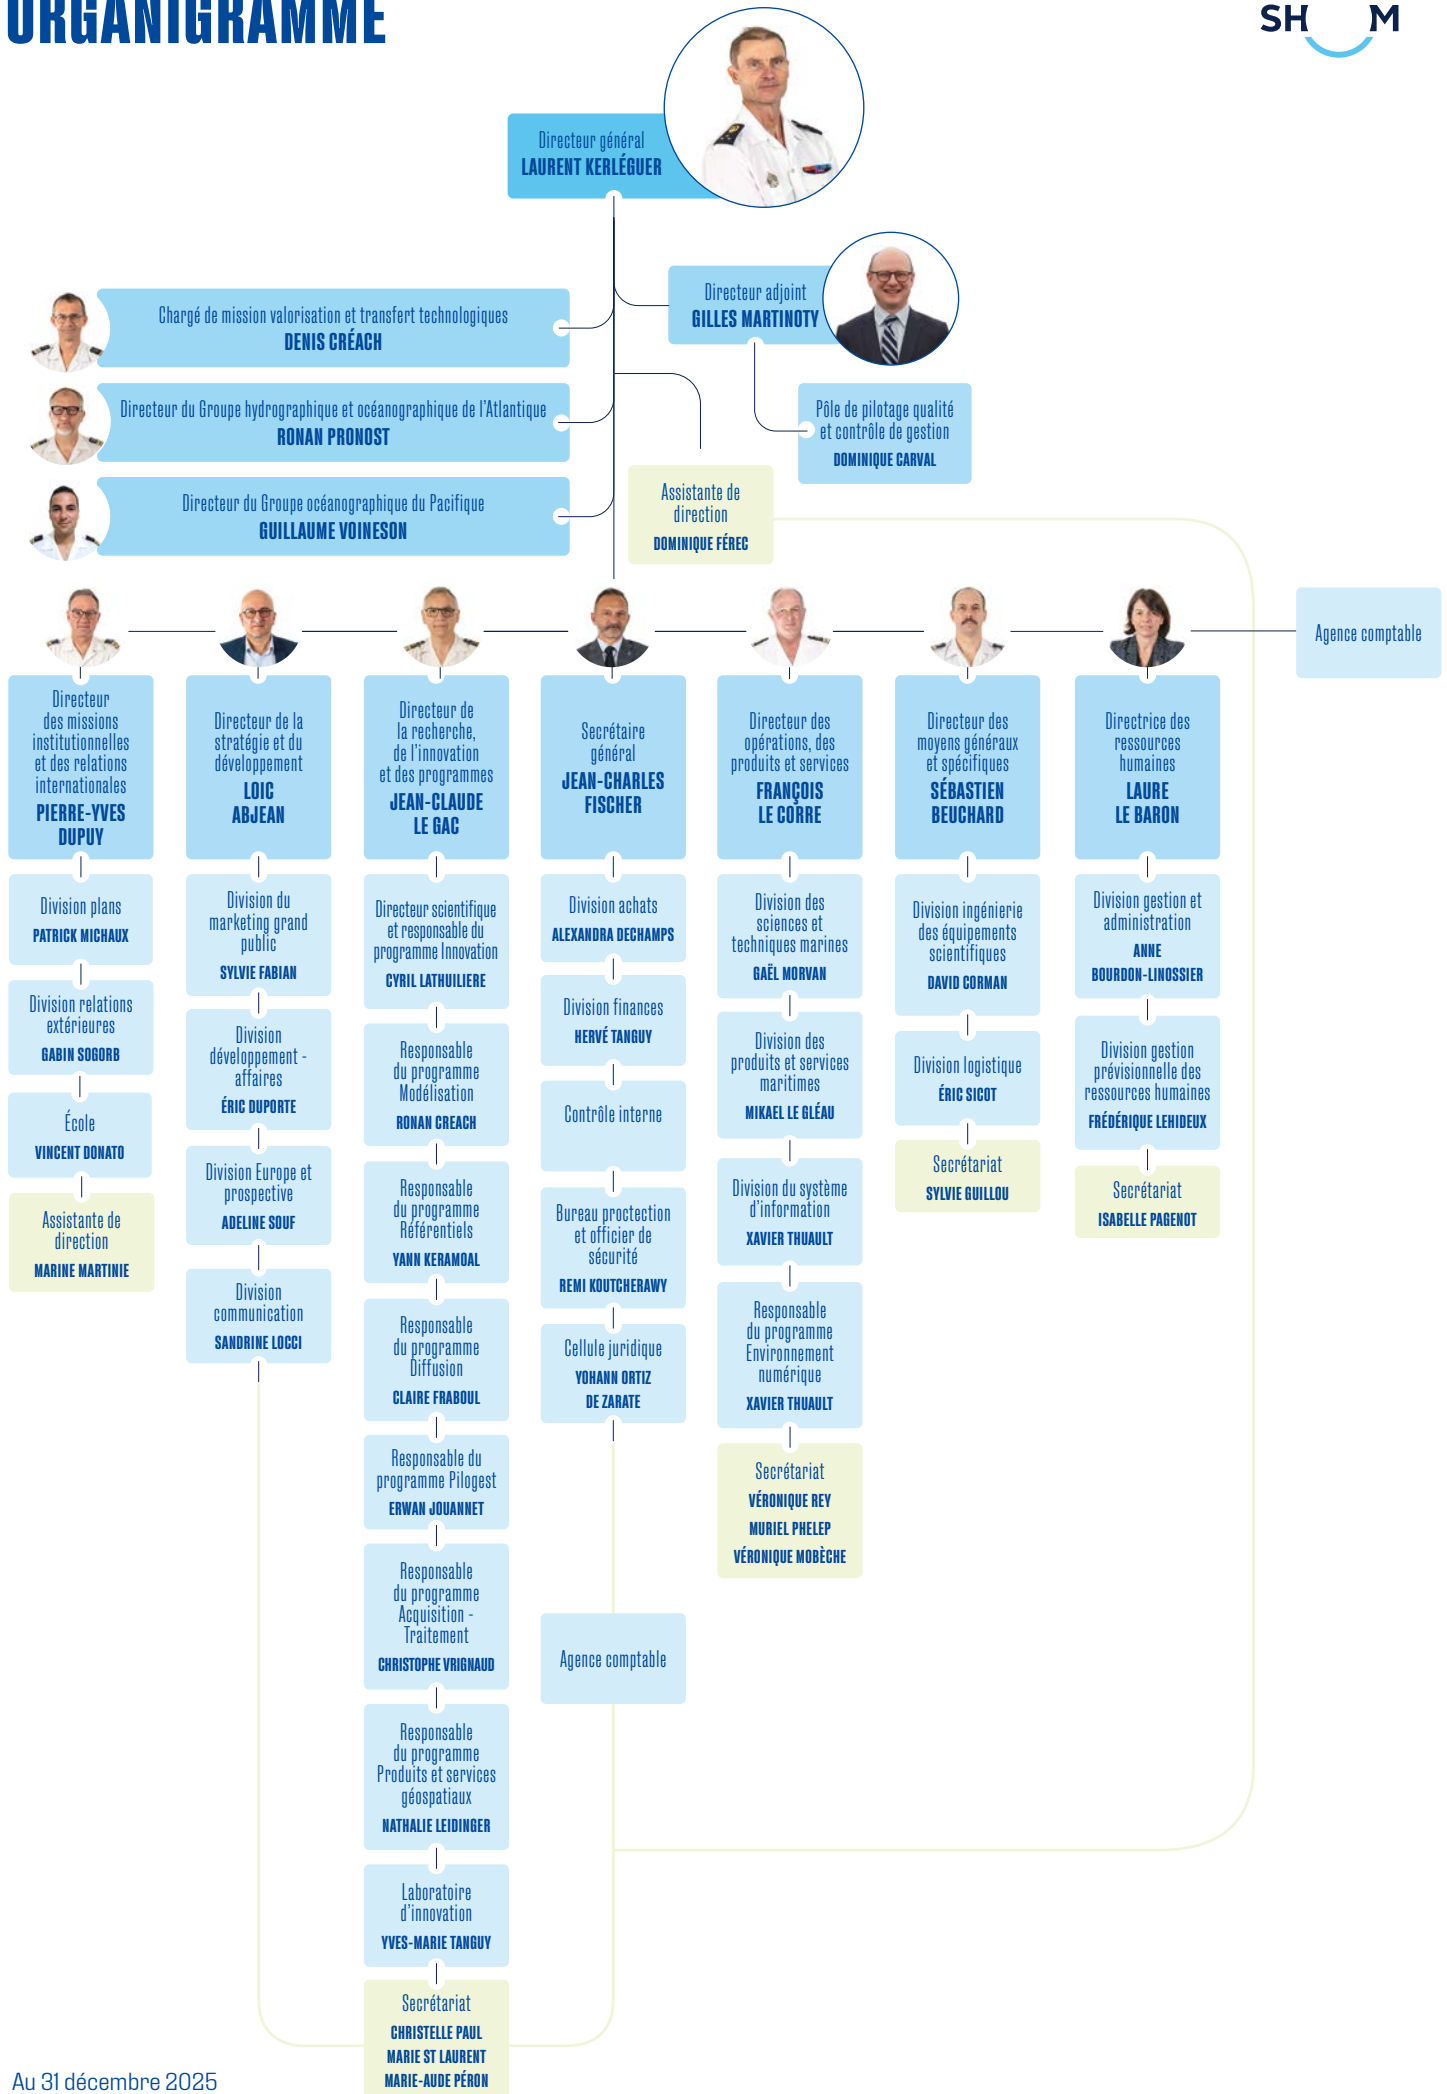 ORGANIGRAMME
SHOM
Directeur général
LAURENT KERLÉGUER
Directeur adjoint
GILLES MARTINOTY
Chargé de mission valorisation et transfert technologiques
DENIS CRÉACH
Directeur du Groupe hydrographique et océanographique de l'Atlantique
RONAN PRONOST
Directeur du Groupe océanographique du Pacifique
GUILLAUME VOINESON
Pôle de pilotage qualité
et contrôle de gestion
DOMINIQUE CARVAL
Assistante de
direction
DOMINIQUE FÉREC
Agence comptable
Directeur
des missions
institutionnelles
et des relations
internationales
PIERRE-YVES
DUPUY
Division plans
PATRICK MICHAUX
Division relations
extérieures
GABIN SOGORB
École
VINCENT DONATO
Assistante de
direction
MARINE MARTINIE
Directeur de la
stratégie et du
développement
LOIC
ABJEAN
Division du
marketing grand
public
SYLVIE FABIAN
Division
développement -
affaires
ÉRIC DUPORTE
Division Europe et
prospective
ADELINE SOUF
Division
communication
SANDRINE LOCCI
Directeur de
la recherche,
de l'innovation
et des programmes
JEAN-CLAUDE
LE GAC
Directeur scientifique
et responsable du
programme Innovation
CYRIL LATHUILIERE
Responsable
du programme
Modélisation
RONAN CREACH
Responsable
du programme
Référentiels
YANN KERAMOAL
Responsable
du programme
Diffusion
CLAIRE FRABOUL
Responsable du
programme Pilogest
ERWAN JOUANNET
Responsable
du programme
Acquisition -
Traitement
CHRISTOPHE VRIGNAUD
Responsable
du programme
Produits et services
géospatiaux
NATHALIE LEIDINGER
Laboratoire
d'innovation
YVES-MARIE TANGUY
Secrétariat
CHRISTELLE PAUL
MARIE ST LAURENT
MARIE-AUDE PÉRON
Secrétaire
général
JEAN-CHARLES
FISCHER
Division achats
ALEXANDRA DECHAMPS
Division finances
HERVÉ TANGUY
Contrôle interne
Bureau proctection
et officier de
sécurité
REMI KOUTCHERAWY
Cellule juridique
YOHANN ORTIZ
DE ZARATE
Agence comptable
Directeur des
opérations, des
produits et services
FRANÇOIS
LE CORRE
Division des
sciences et
techniques marines
GAËL MORVAN
Division des
produits et services
maritimes
MIKAEL LE GLÉAU
Division du système
d'information
XAVIER THUAULT
Responsable
du programme
Environnement
numérique
XAVIER THUAULT
Secrétariat
VÉRONIQUE REY
MURIEL PHELEP
VÉRONIQUE MOBÈCHE
Directeur des
moyens généraux
et spécifiques
SÉBASTIEN
BEUCHARD
Division ingénierie
des équipements
scientifiques
DAVID CORMAN
Division logistique
ÉRIC SICOT
Secrétariat
SYLVIE GUILLOU
Directrice des
ressources
humaines
LAURE
LE BARON
Division gestion et
administration
ANNE
BOURDON-LINOSSIER
Division gestion
prévisionnelle des
ressources humaines
FRÉDÉRIQUE LEHIDEUX
Secrétariat
ISABELLE PAGENOT
Au 31 décembre 2025